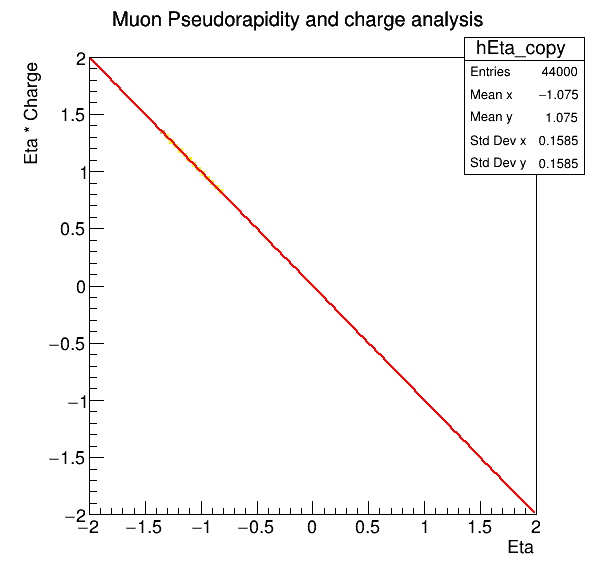 Muon Pseudorapidity and charge analysis
hEta_copy
Entries 44000
Mean x −1.075
Mean y 1.075
Std Dev x 0.1585
Std Dev y 0.1585
Eta * Charge
2
1.5
1
0.5
0
−0.5
−1
−1.5
−2
−2 −1.5 −1 −0.5 0 0.5 1 1.5 2
Eta